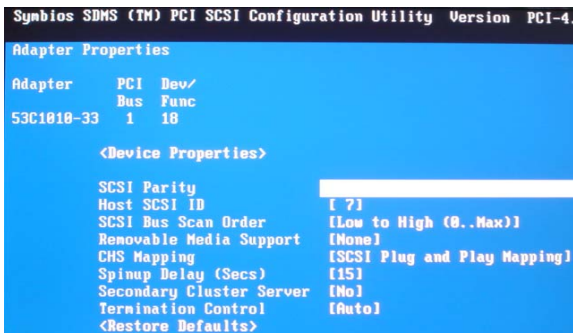 Symbios SDMS (TM) PCI SCSI Configuration Utility Version PCI-4.
Adapter Properties
Adapter PCI Dev/
Bus Func
53C1010-33 1 18
<Device Properties>
SCSI Parity
Host SCSI ID [ 7]
SCSI Bus Scan Order [Low to High (0..Max)]
Removable Media Support [None]
CHS Mapping [SCSI Plug and Play Mapping]
Spinup Delay (Secs) [15]
Secondary Cluster Server [No]
Termination Control [Auto]
<Restore Defaults>